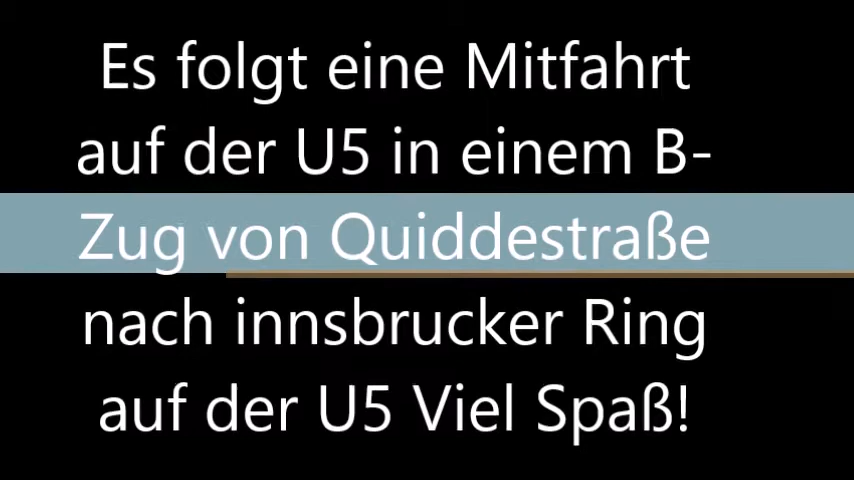 Es folgt eine Mitfahrt
auf der U5 in einem B-
Zug von Quiddestraße
nach innsbrucker Ring
auf der U5 Viel Spaß!